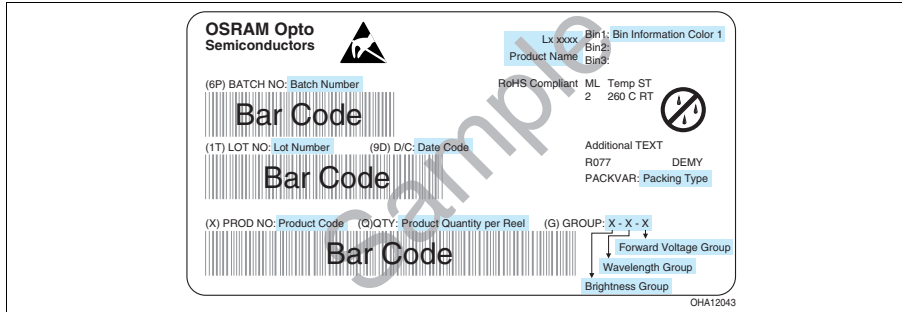 OSRAM Opto
Semiconductors
Lx xxxx
Product Name
Bin1: Bin Information Color 1
Bin2:
Bin3:
RoHS Compliant ML Temp ST
2 260 C RT
(6P) BATCH NO: Batch Number
Bar Code
(1T) LOT NO: Lot Number (9D) D/C: Date Code
Bar Code
Additional TEXT
R077 DEMY
PACKVAR: Packing Type
(X) PROD NO: Product Code (Q)QTY: Product Quantity per Reel (G) GROUP: X - X - X
Bar Code
Forward Voltage Group
Wavelength Group
Brightness Group
Sample
OHA12043